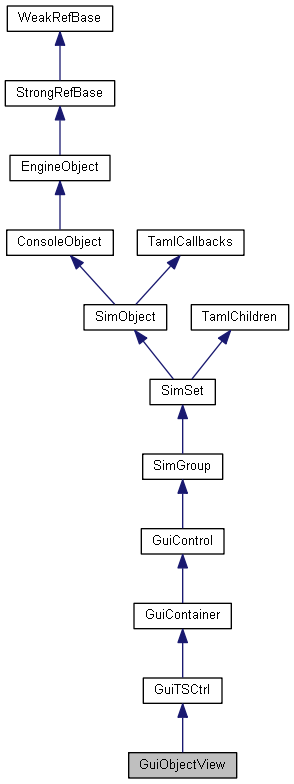 WeakRefBase
StrongRefBase
EngineObject
ConsoleObject
TamlCallbacks
SimObject
TamlChildren
SimSet
SimGroup
GuiControl
GuiContainer
GuiTSCtrl
GuiObjectView